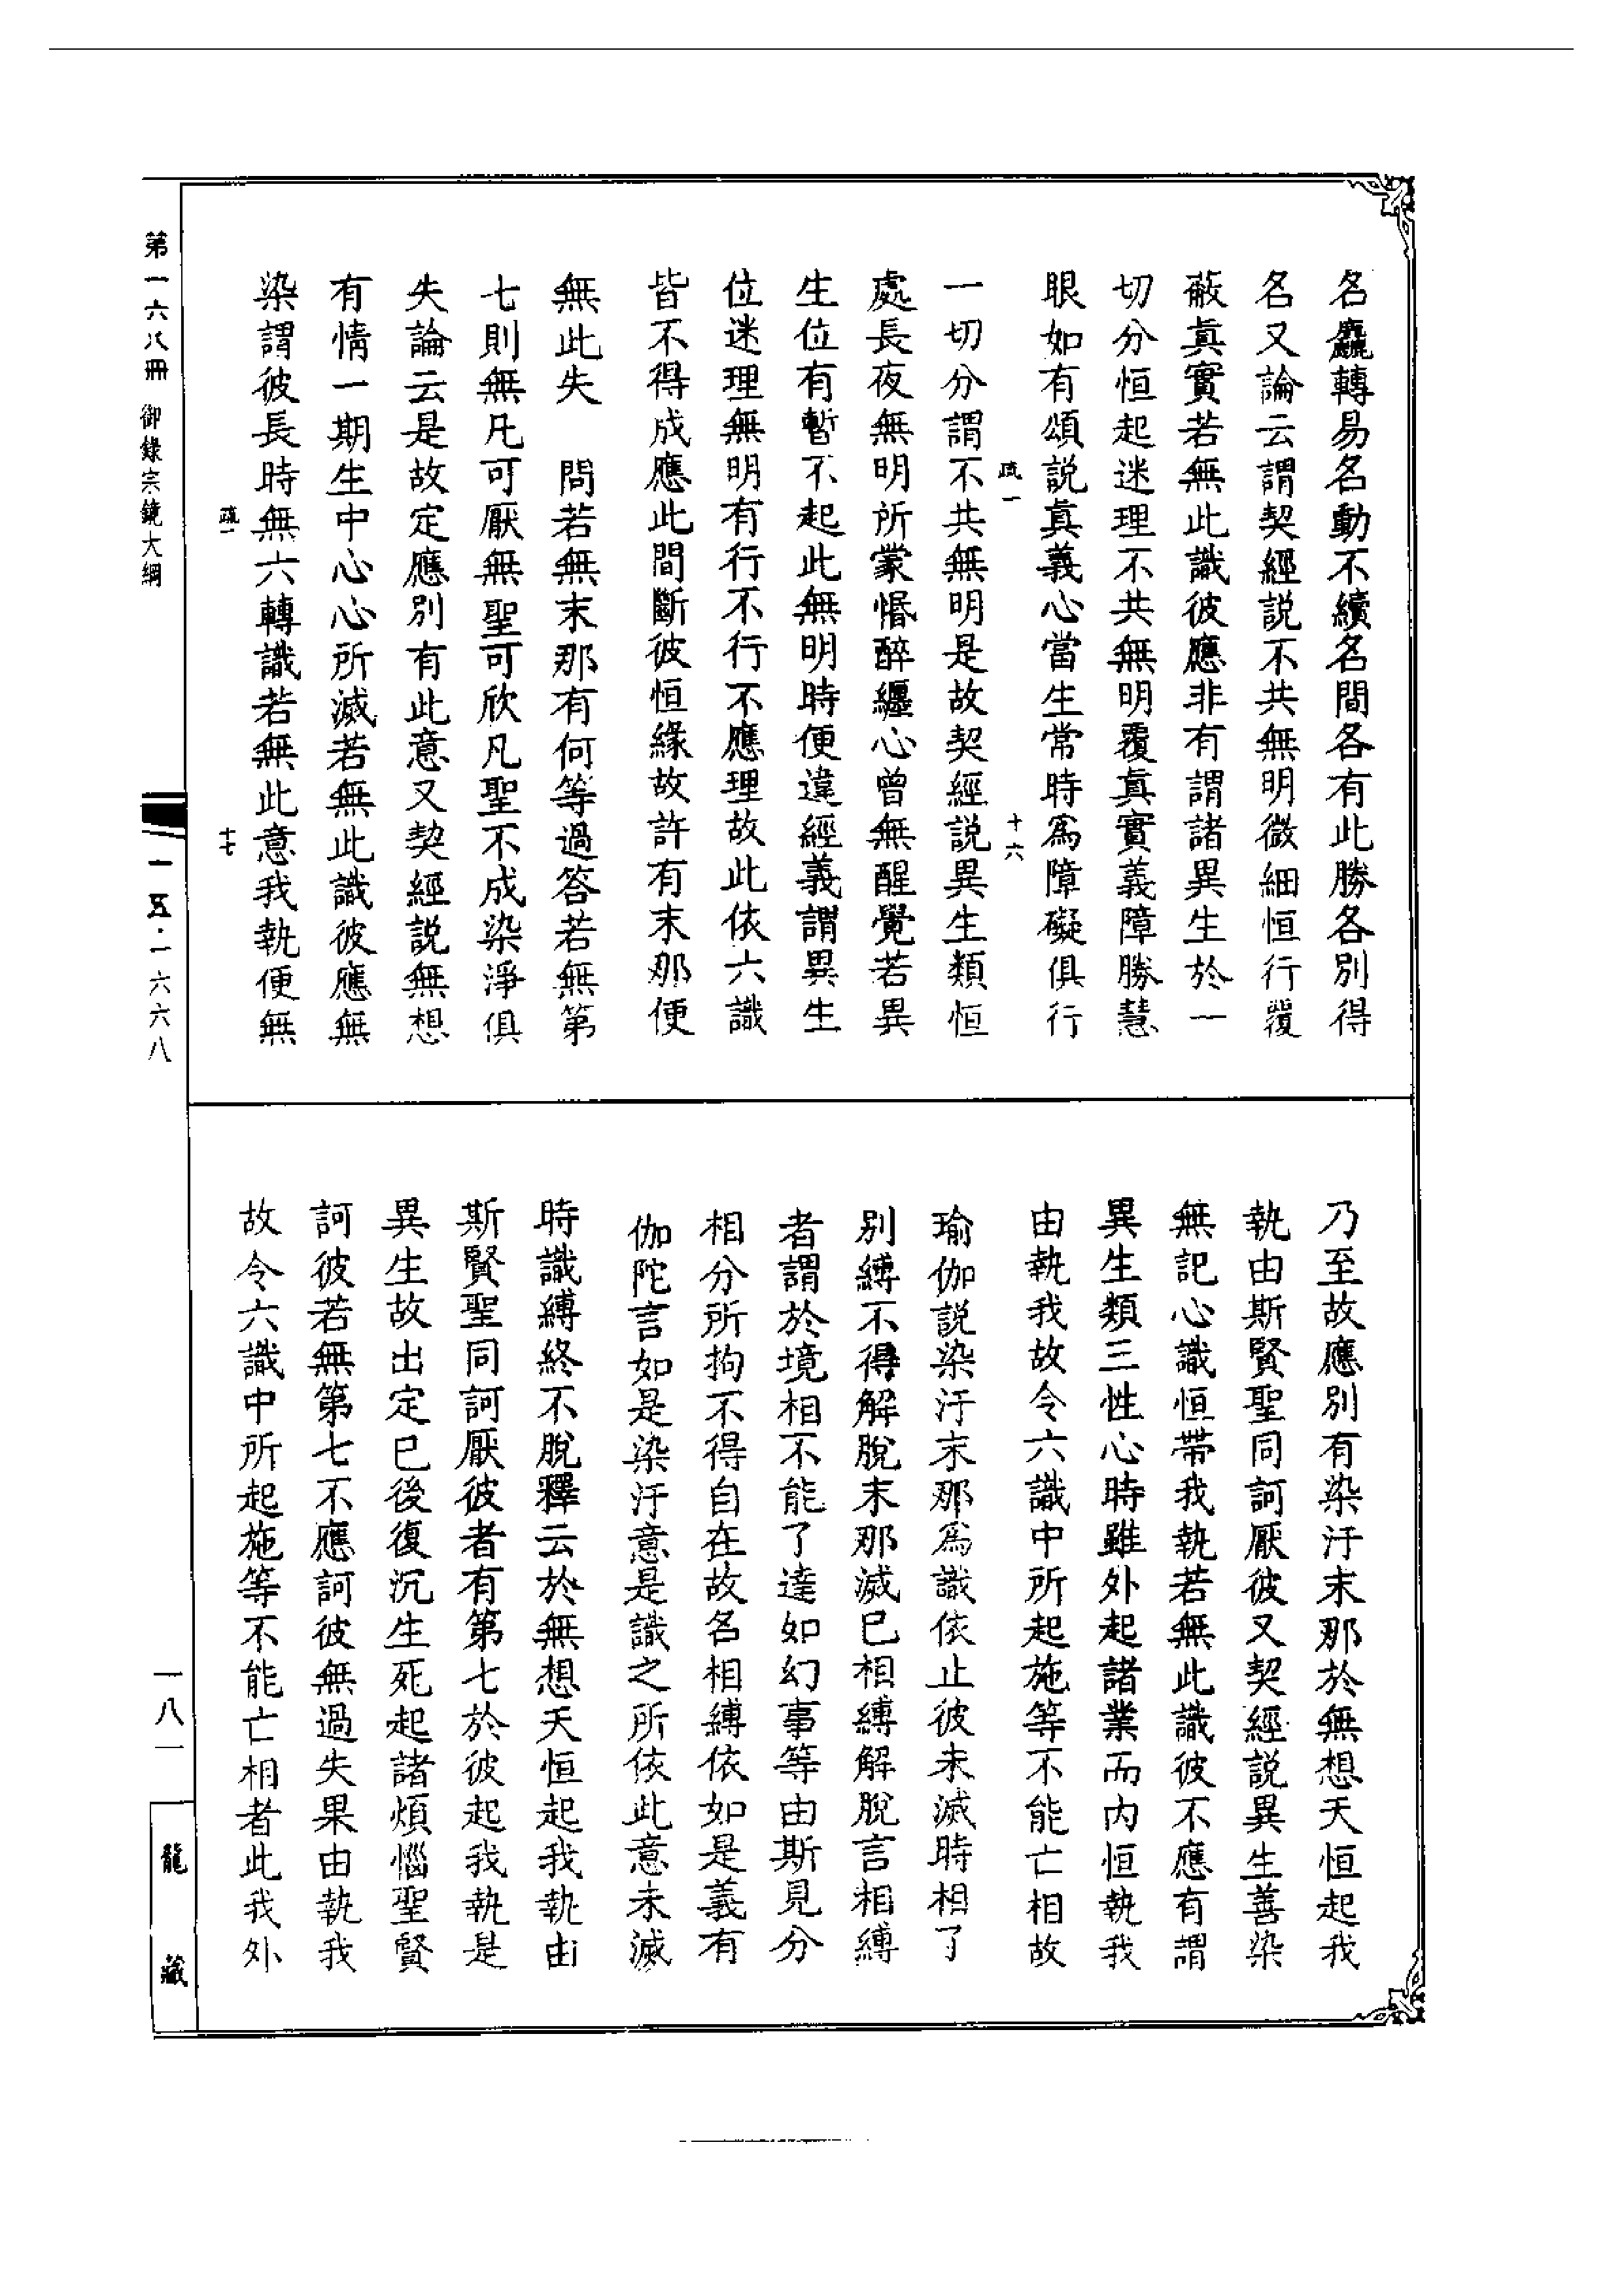 名麤轉易名動不續名間各有此勝各別得
名又論云謂契經説不共無明微細恒行覆
蔽真實若無此識彼應非有謂諸異生於一
切分恒起迷理不共無明覆真實義障勝慧
眼如有頌説真義心當生常時爲障礙俱行
疏一 十六
一切分謂不共無明是故契經説異生類恒
處長夜無明所蒙惛醉纏心曾無醒覺若異
生位有暫不起此無明時便違經義謂異生
位迷理無明有行不行不應理故此依六識
皆不得成應此間斷彼恒緣故許有末那便
無此失 問若無末那有何等過答若無第
七則無凡可厭無聖可欣凡聖不成染淨俱
失論云是故定應別有此意又契經説無想
有情一期生中心心所滅若無此識彼應無
染謂彼長時無六轉識若無此意我執便無
疏一 十七
乃至故應別有染汙末那於無想天恒起我
執由斯賢聖同訶厭彼又契經説異生善染
無記心識恒帶我執若無此識彼不應有謂
異生類三性心時雖外起諸業而内恒執我
由執我故令六識中所起施等不能亡相故
瑜伽説染汙末那爲識依止彼未滅時相了
別縛不得解脫末那滅已相縛解脫言相縛
者謂於境相不能了達如幻事等由斯見分
相分所拘不得自在故名相縛依如是義有
伽陀言如是染汙意是識之所依此意未滅
時識縛終不脫釋云於無想天恒起我執由
斯賢聖同訶厭彼者有第七於彼起我執是
異生故出定已後復沉生死起諸煩惱聖賢
訶彼若無第七不應訶彼無過失果由執我
故令六識中所起施等不能亡相者此我外
第一六八冊 御錄宗鏡大綱
一五·一六六八
一八一
龍藏